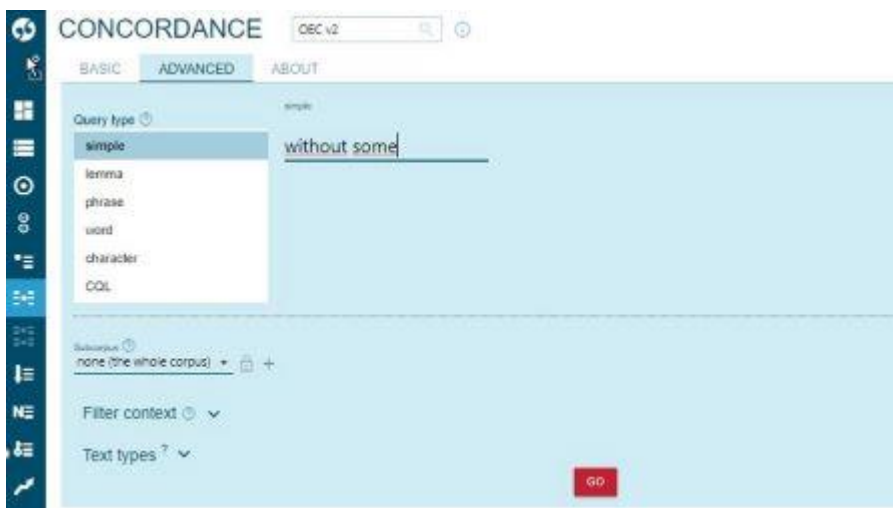 CONCORDANCE OEC v2
BASIC ADVANCED ABOUT
Query type ?
simple
simple
without some
lemma
phrase
word
character
CQL
Subcorpus ?
none (the whole corpus) +
Filter context ?
Text types ?
GO